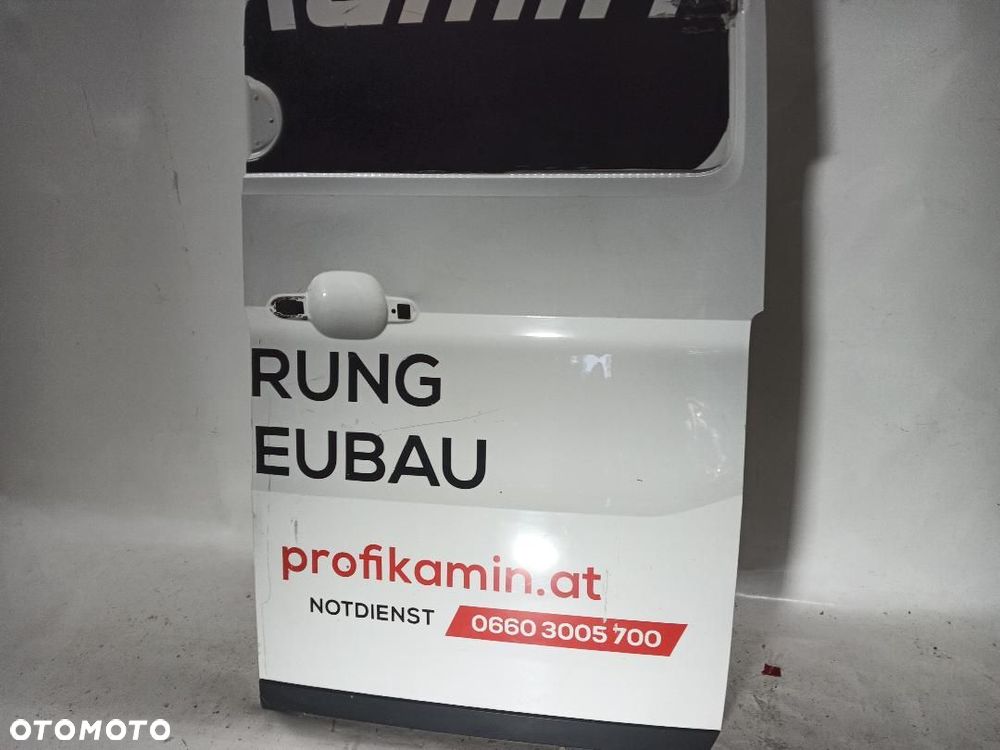 RUNG
EUBAU
profikamin.at
NOTDIENST 0660 3005 700
OTOMOTO